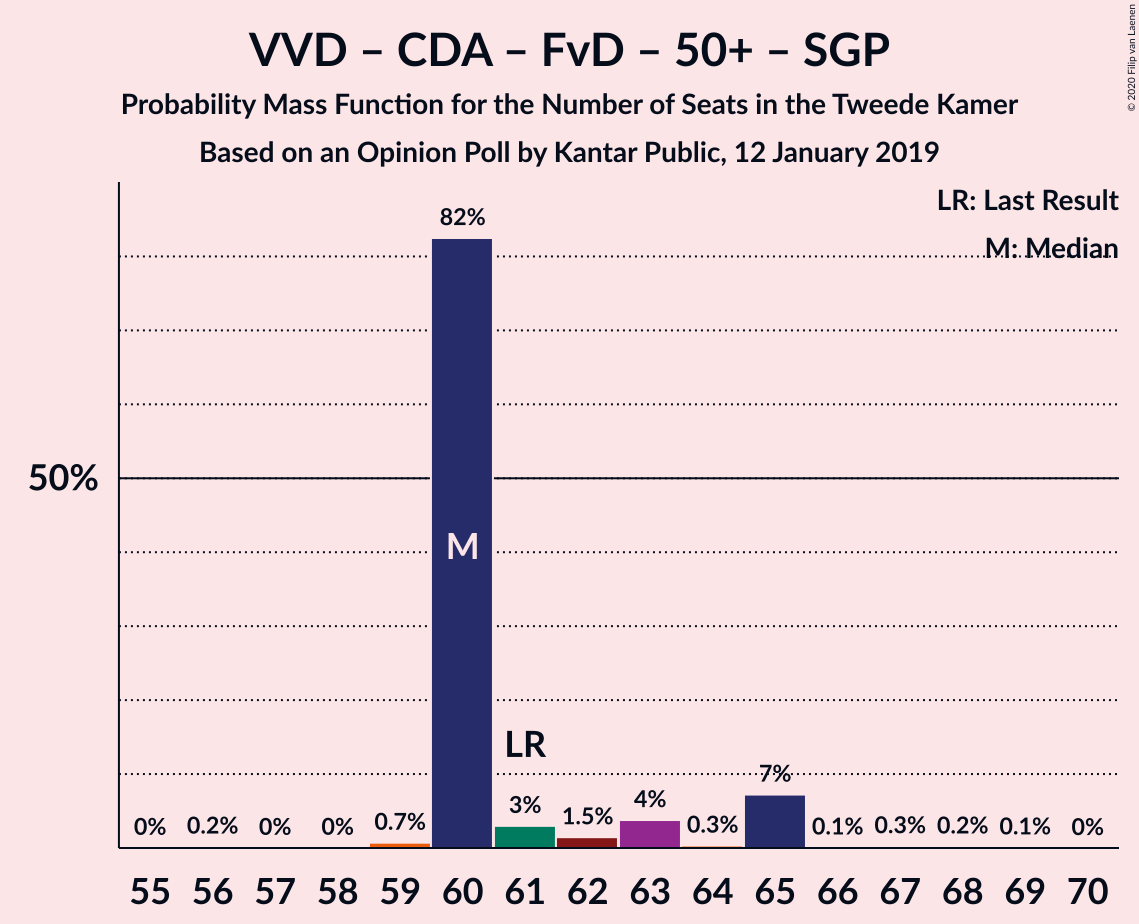 VVD – CDA – FvD – 50+ – SGP
Probability Mass Function for the Number of Seats in the Tweede Kamer
Based on an Opinion Poll by Kantar Public, 12 January 2019
© 2020 Filip van Laenen
LR: Last Result
M: Median
50%
82%
M
LR
0% 0.2% 0% 0% 0.7% 3% 1.5% 4% 0.3% 7% 0.1% 0.3% 0.2% 0.1% 0%
55 56 57 58 59 60 61 62 63 64 65 66 67 68 69 70